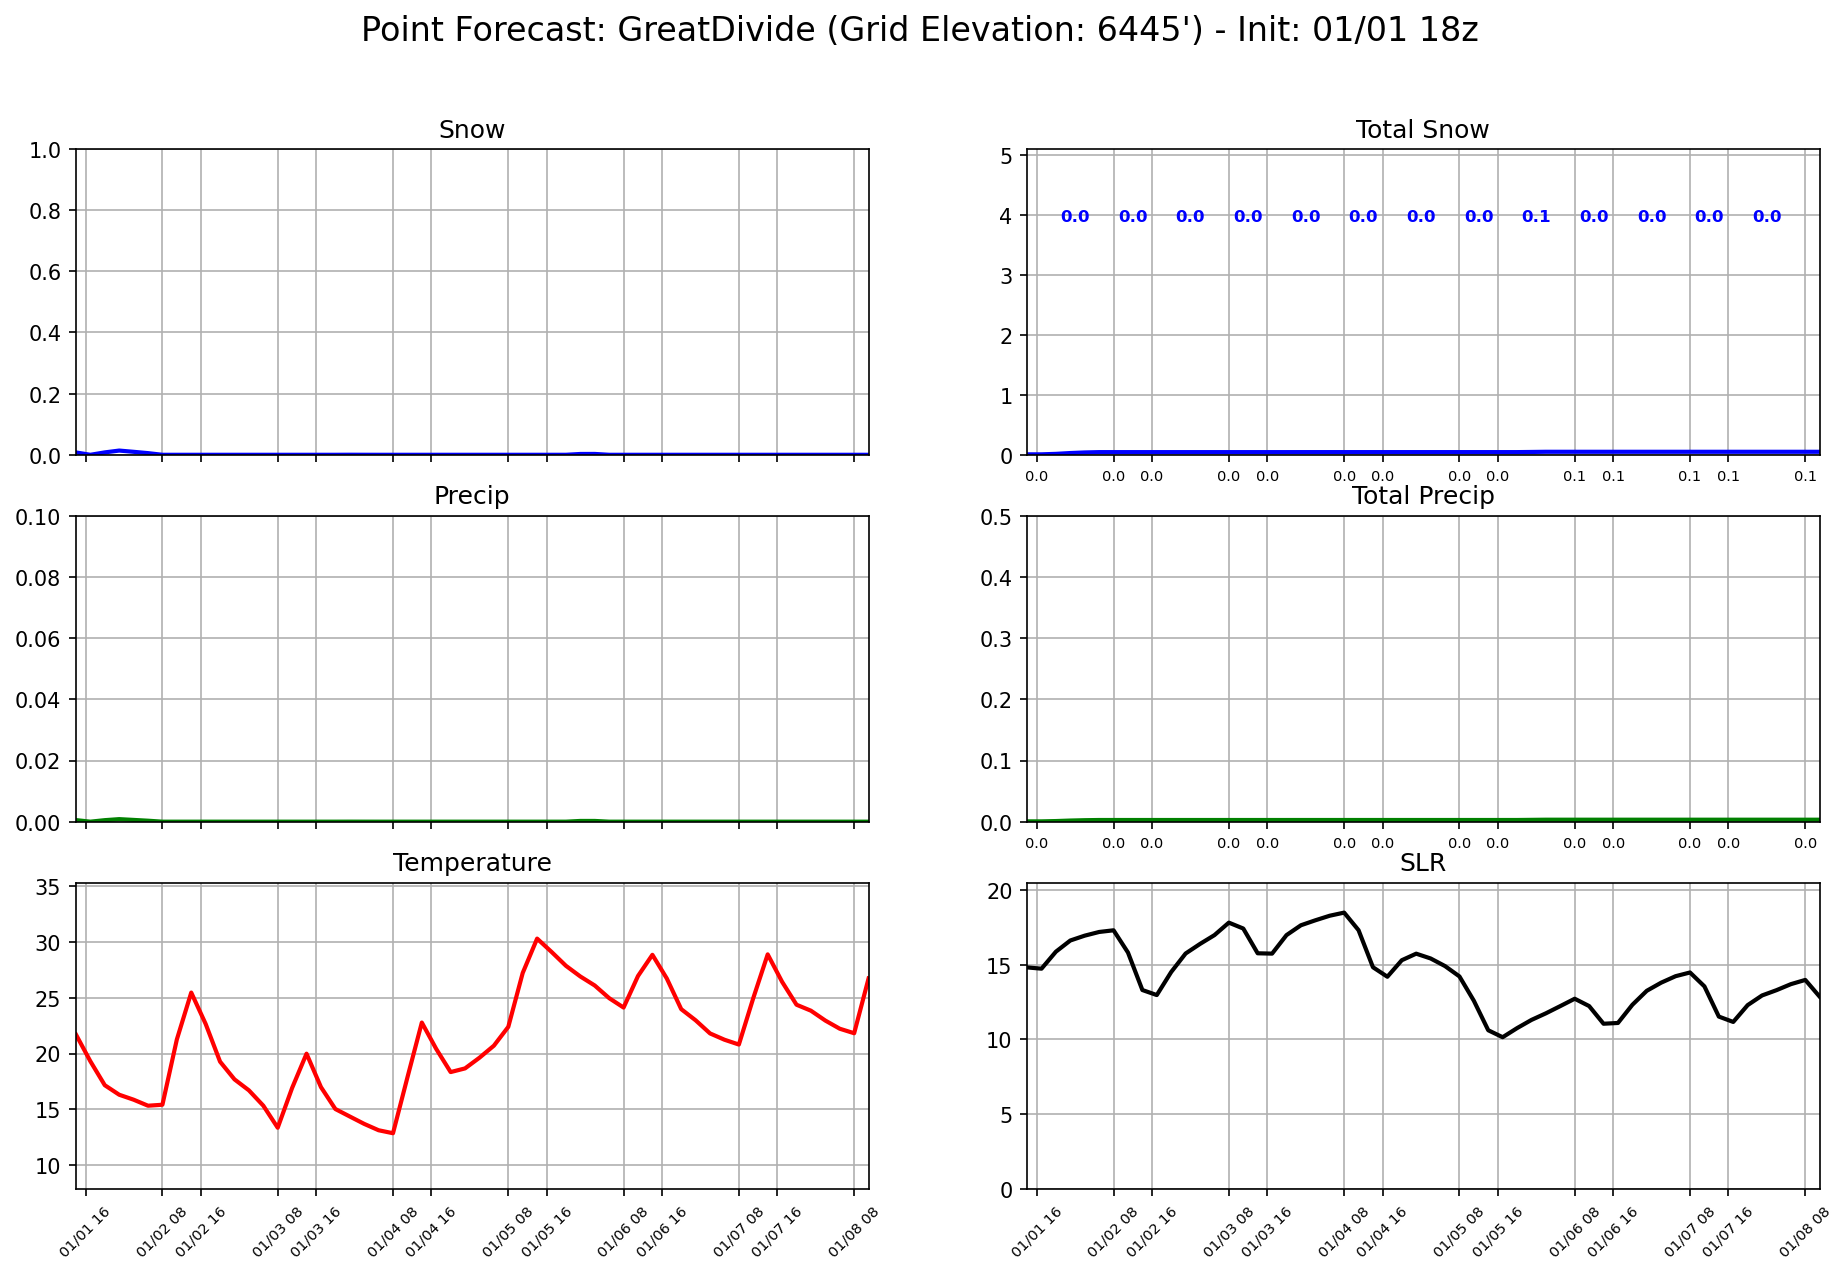 Point Forecast: GreatDivide (Grid Elevation: 6445') - Init: 01/01 18z
Snow
1.0
0.8
0.6
0.4
0.2
0.0
Total Snow
5
4
3
2
1
0
0.0 0.0 0.0 0.0 0.0 0.0 0.0 0.0 0.1 0.0 0.0 0.0 0.0
0.0 0.0 0.0 0.0 0.0 0.0 0.0 0.0 0.0 0.1 0.1 0.1 0.1 0.1
Precip
0.10
0.08
0.06
0.04
0.02
0.00
Total Precip
0.5
0.4
0.3
0.2
0.1
0.0
0.0 0.0 0.0 0.0 0.0 0.0 0.0 0.0 0.0 0.0 0.0 0.0 0.0 0.0
Temperature
35
30
25
20
15
10
01/01 16 01/02 08 01/02 16 01/03 08 01/03 16 01/04 08 01/04 16 01/05 08 01/05 16 01/06 08 01/06 16 01/07 08 01/07 16 01/08 08
SLR
20
15
10
5
0
01/01 16 01/02 08 01/02 16 01/03 08 01/03 16 01/04 08 01/04 16 01/05 08 01/05 16 01/06 08 01/06 16 01/07 08 01/07 16 01/08 08